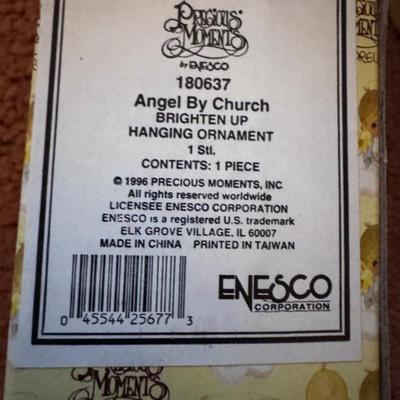 Precious
Moments
by ENESCO
180637
Angel By Church
BRIGHTEN UP
HANGING ORNAMENT
1 Stl.
CONTENTS: 1 PIECE
© 1996 PRECIOUS MOMENTS, INC
All rights reserved worldwide
LICENSEE ENESCO CORPORATION
ENESCO is a registered U.S. trademark
ELK GROVE VILLAGE, IL 60007
MADE IN CHINA PRINTED IN TAIWAN
ENESCO
CORPORATION
0 45544 25677 3
Precious
Moments